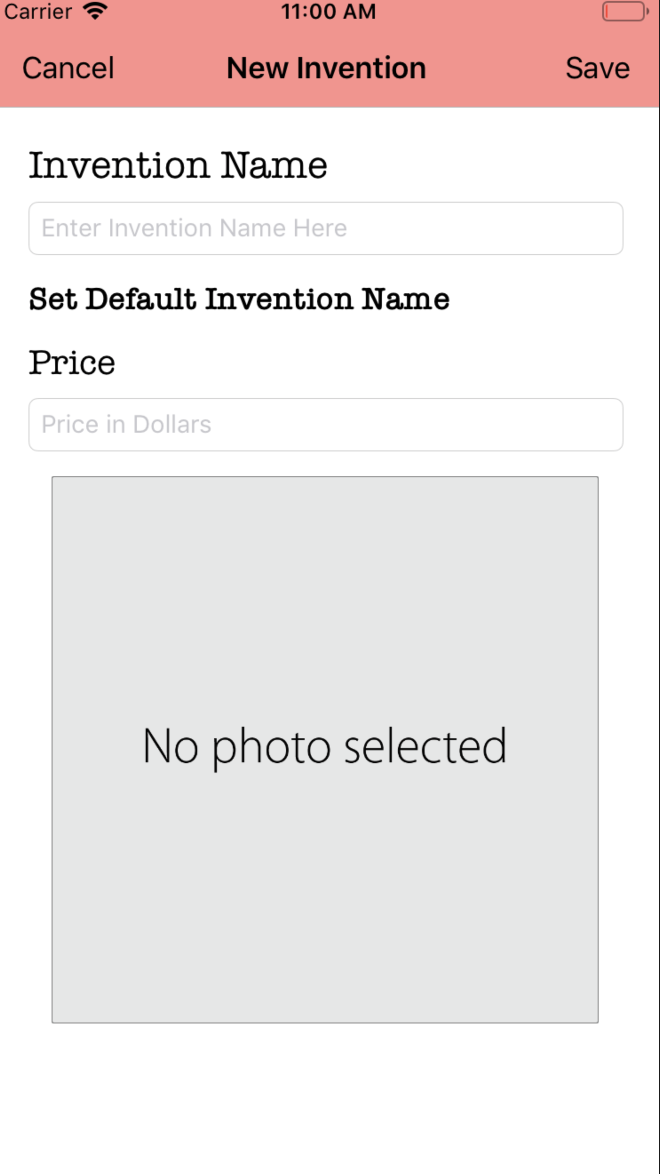 Carrier 11:00 AM
Cancel New Invention Save
Invention Name
Enter Invention Name Here
Set Default Invention Name
Price
Price in Dollars
No photo selected